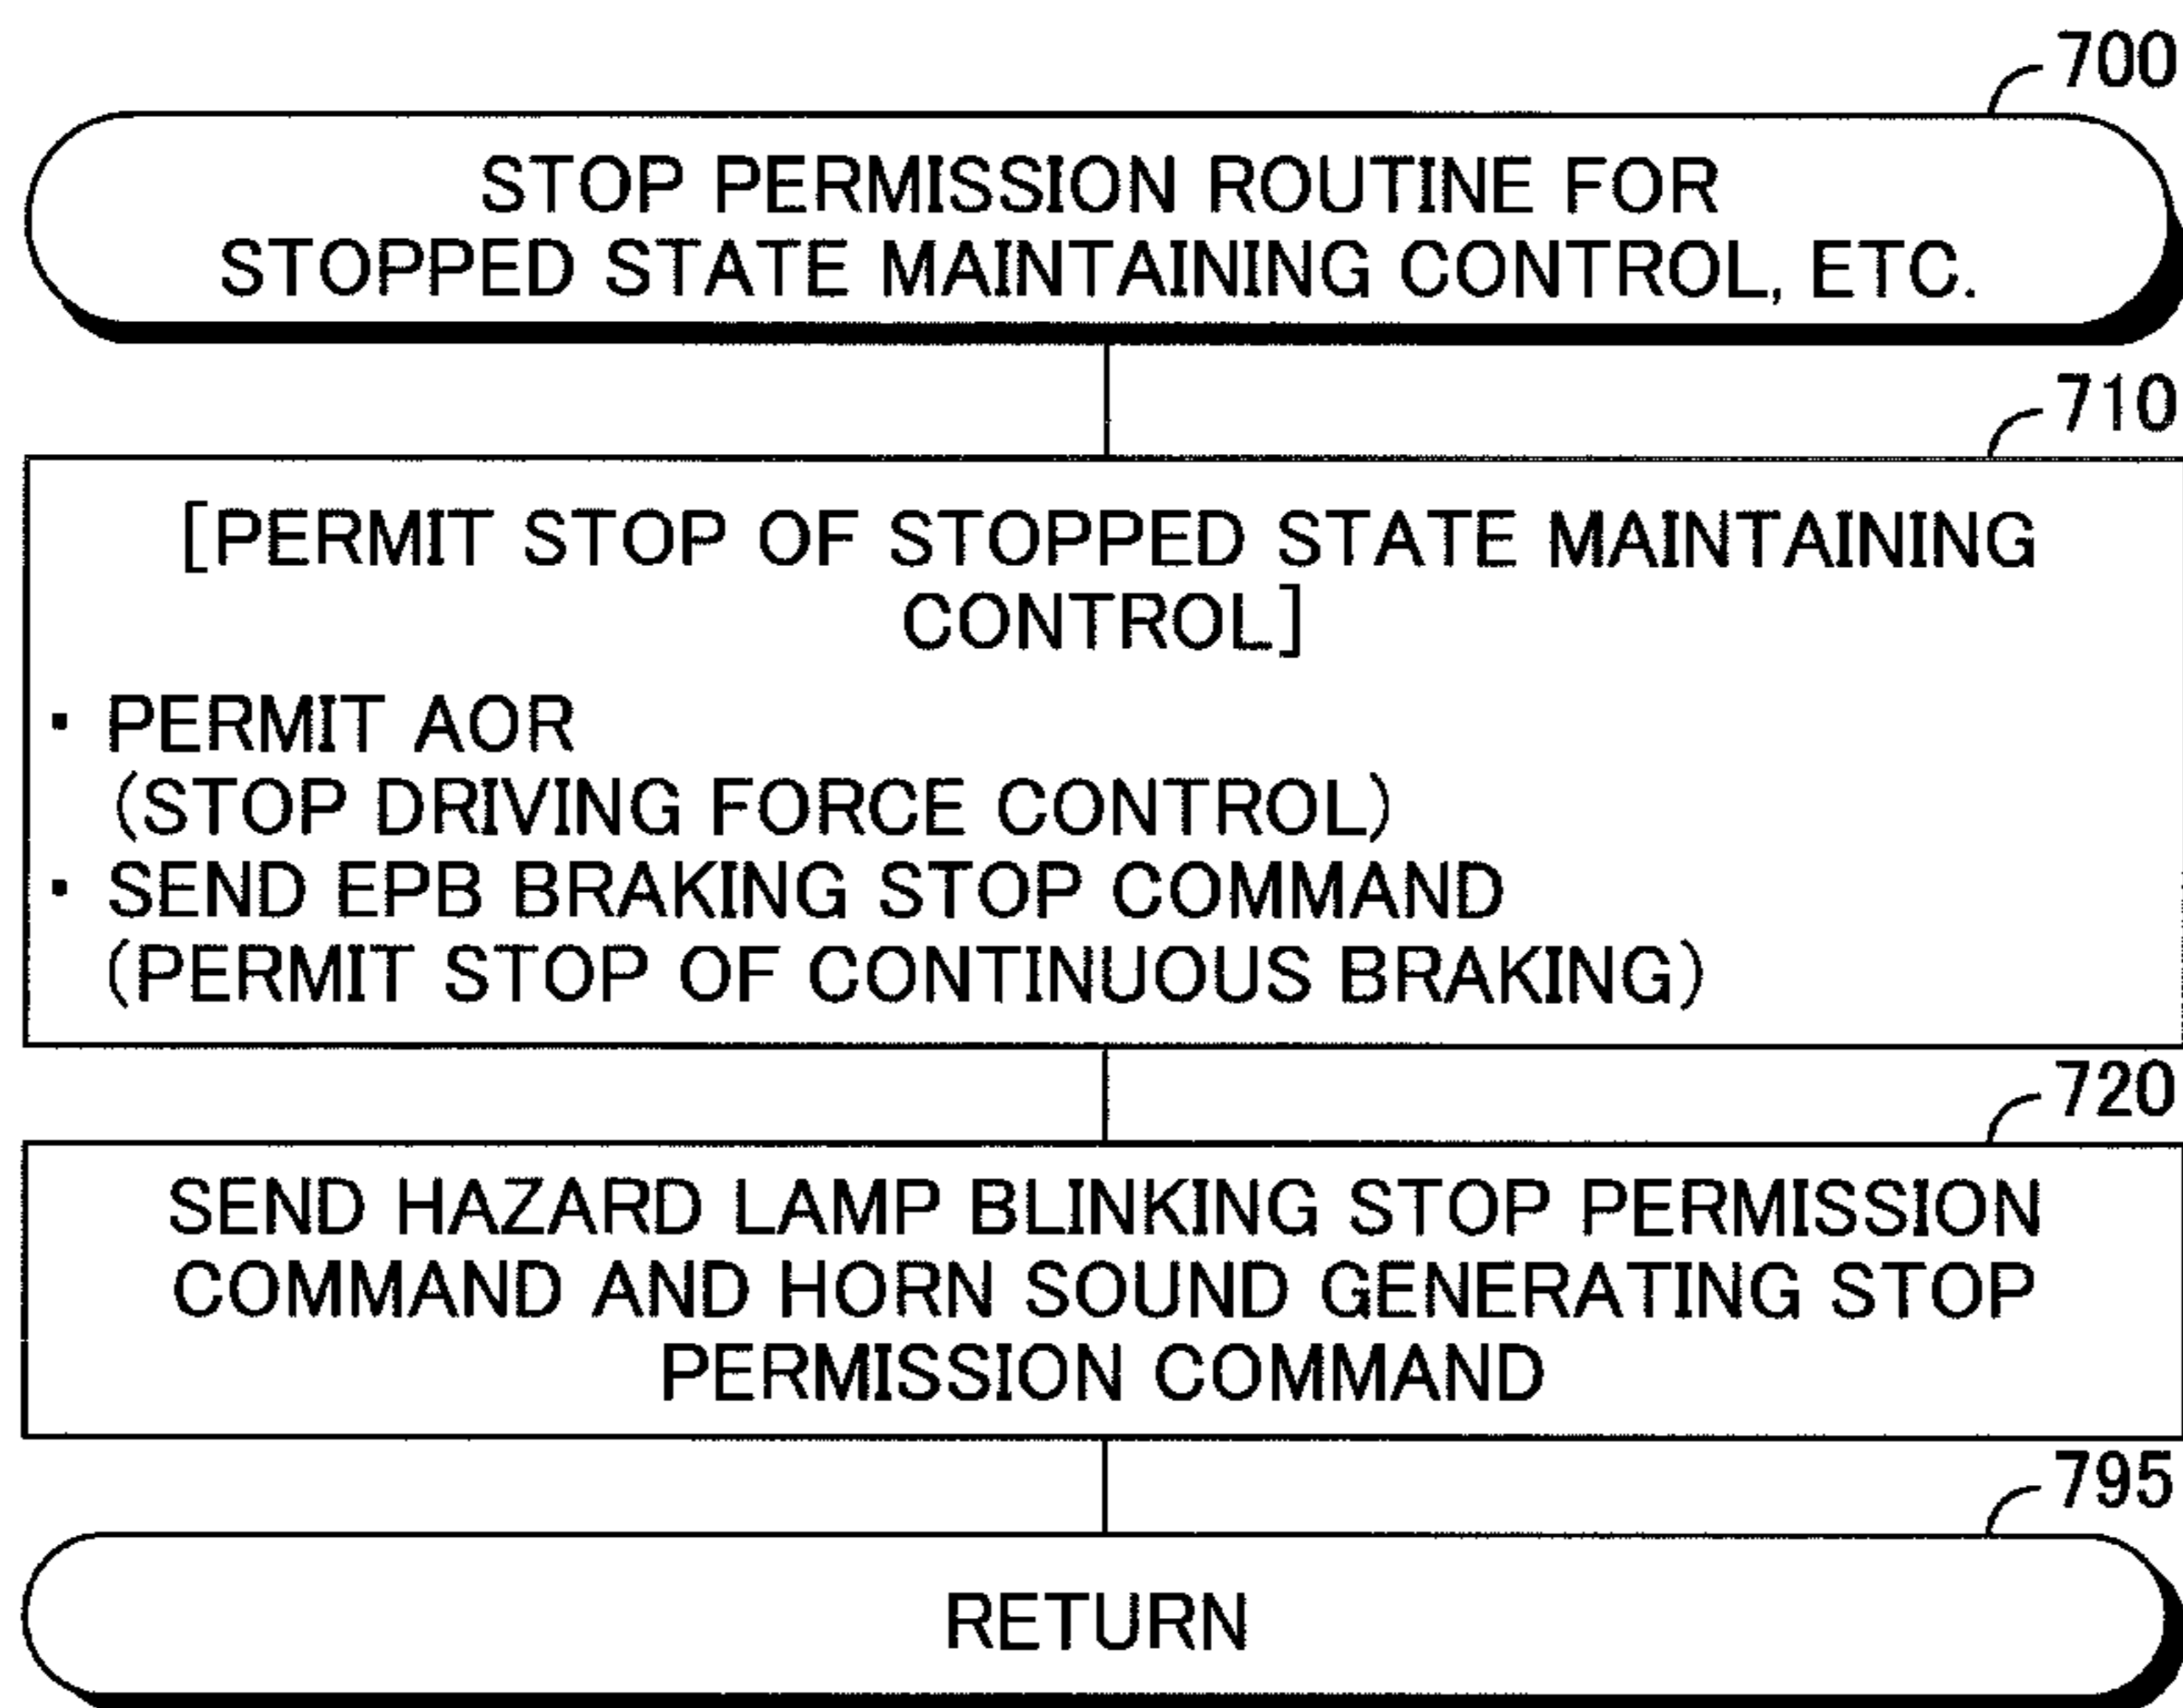 700
STOP PERMISSION ROUTINE FOR
STOPPED STATE MAINTAINING CONTROL, ETC.
710
[PERMIT STOP OF STOPPED STATE MAINTAINING
CONTROL]
・ PERMIT AOR
(STOP DRIVING FORCE CONTROL)
・ SEND EPB BRAKING STOP COMMAND
(PERMIT STOP OF CONTINUOUS BRAKING)
720
SEND HAZARD LAMP BLINKING STOP PERMISSION
COMMAND AND HORN SOUND GENERATING STOP
PERMISSION COMMAND
795
RETURN